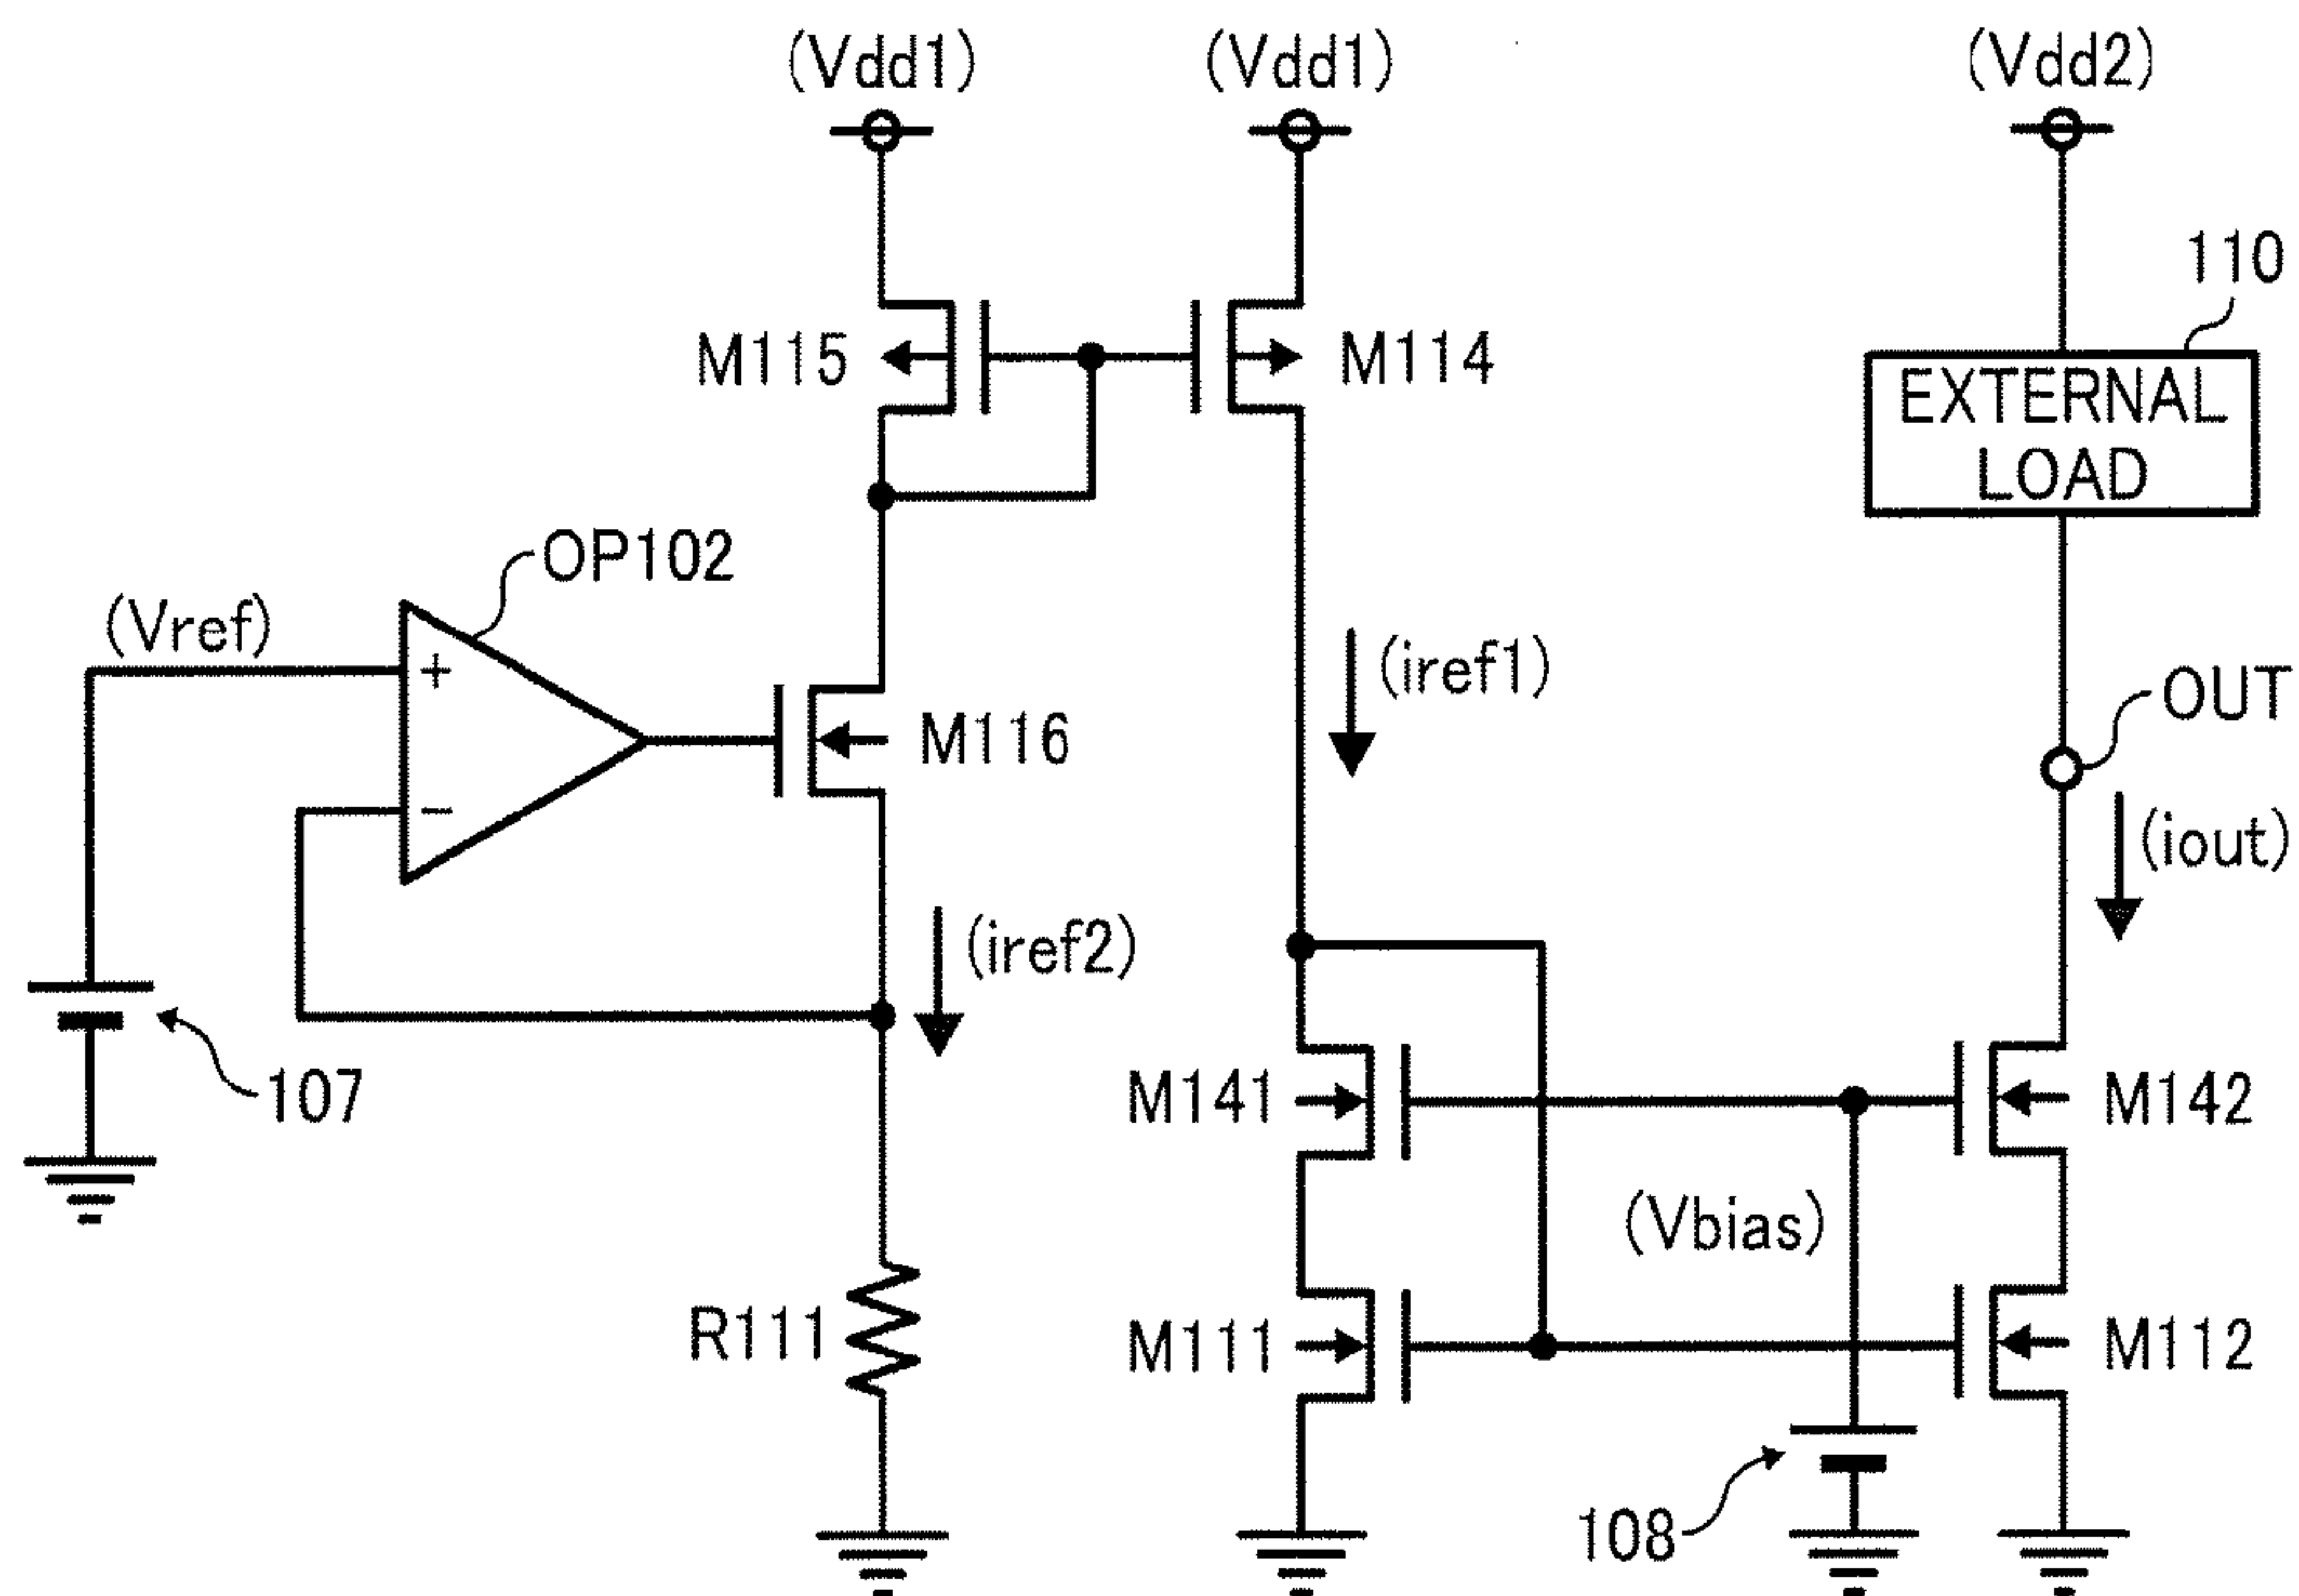 (Vdd1)
(Vdd1)
(Vdd2)
110
M115
M114
EXTERNAL
LOAD
OP102
(Vref)
+
(iref1)
OUT
M116
−
(iout)
(iref2)
107
M141
M142
(Vbias)
R111
M111
M112
108